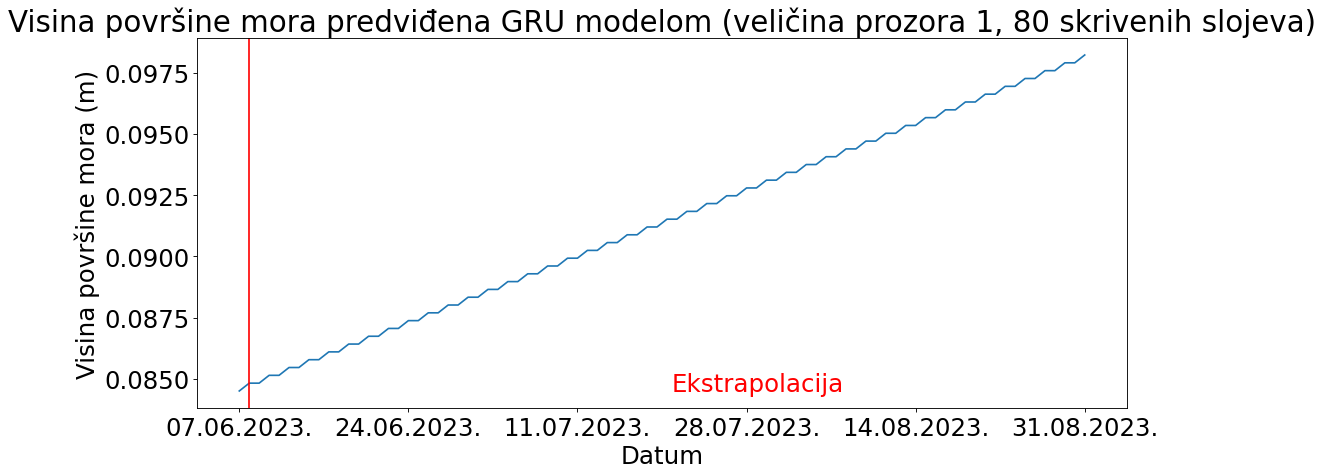 Visina površine mora predviđena GRU modelom (veličina prozora 1, 80 skrivenih slojeva)
Visina površine mora (m)
0.0975
0.0950
0.0925
0.0900
0.0875
0.0850
Ekstrapolacija
07.06.2023. 24.06.2023. 11.07.2023. 28.07.2023. 14.08.2023. 31.08.2023.
Datum